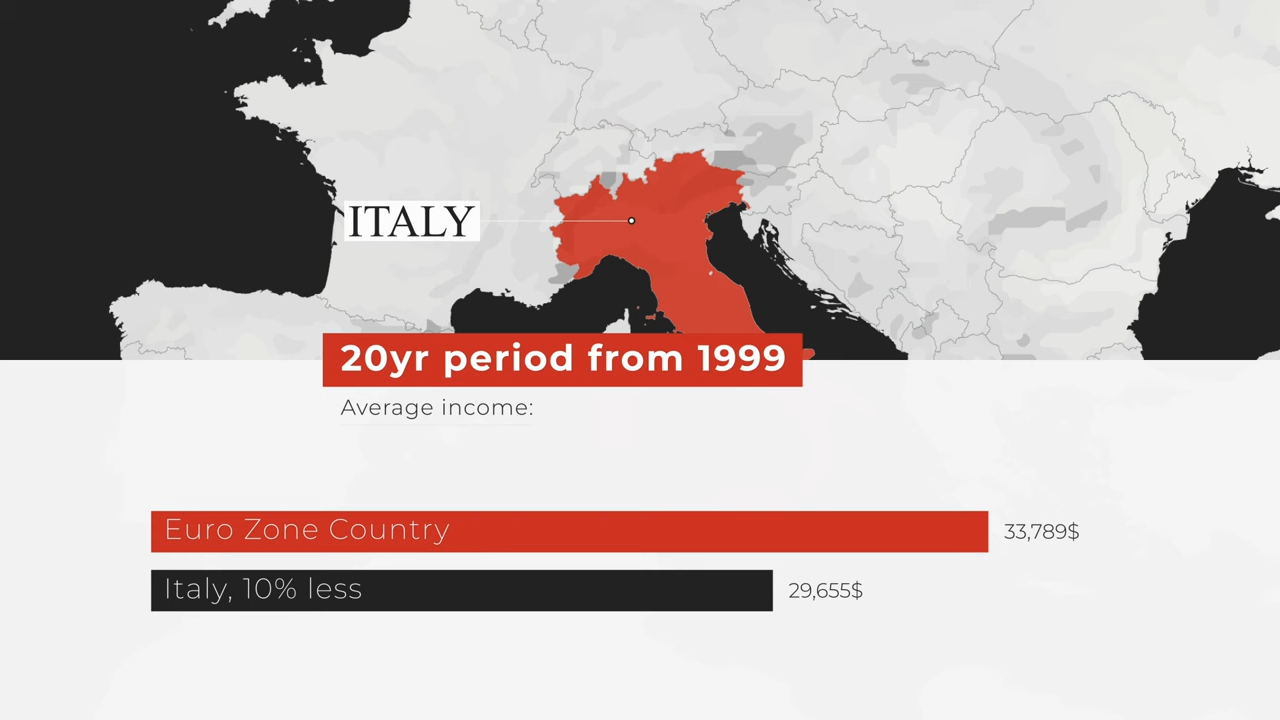 ITALY
20yr period from 1999
Average income:
Euro Zone Country 33,789$
Italy, 10% less 29,655$